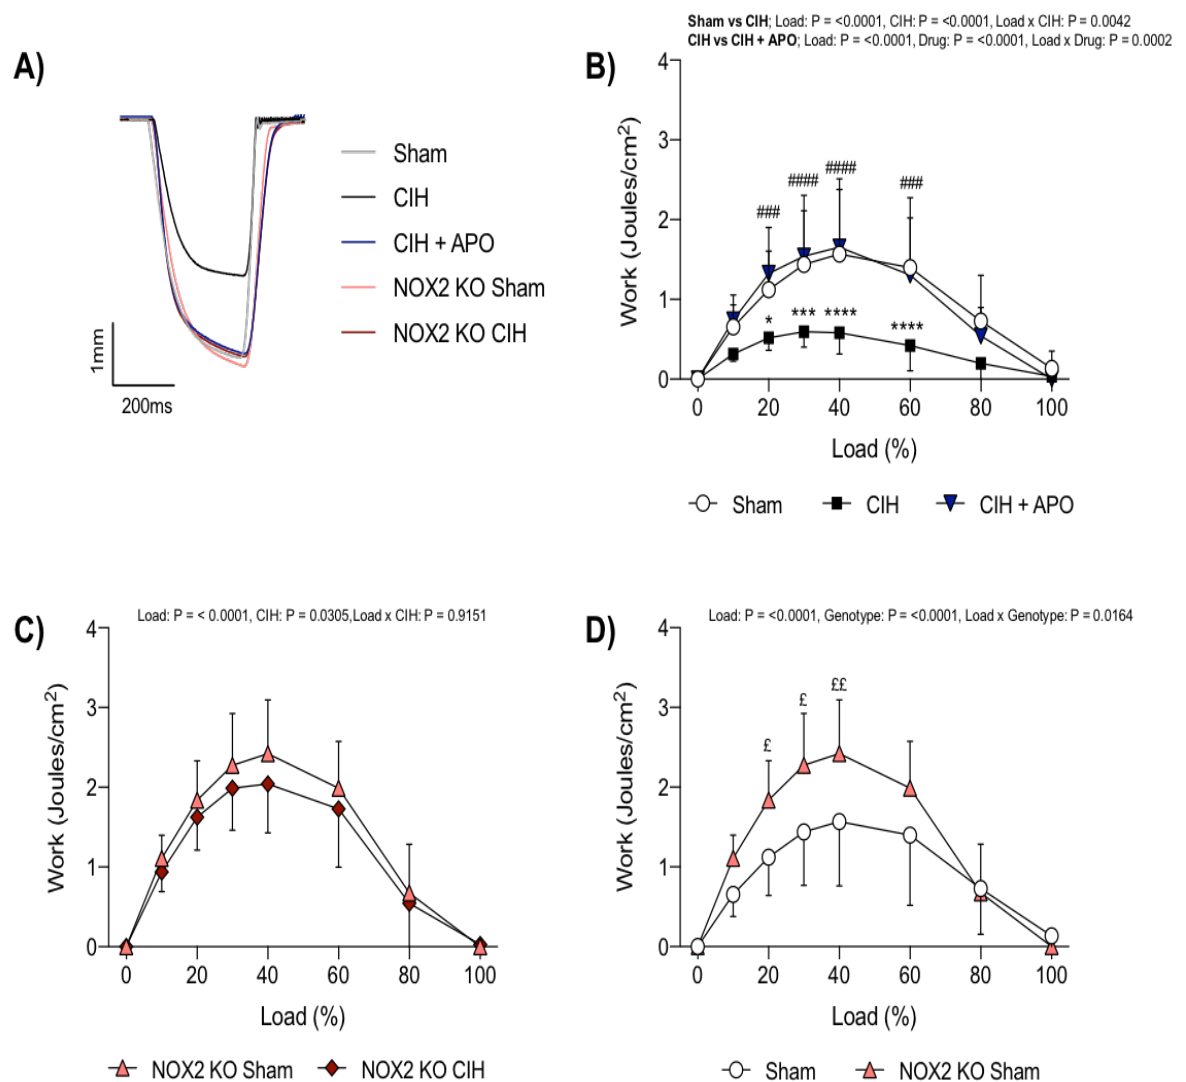 Sham vs CIH; Load: P = <0.0001, CIH: P = <0.0001, Load x CIH: P = 0.0042
CIH vs CIH + APO; Load: P = <0.0001, Drug: P = <0.0001, Load x Drug: P = 0.0002
A)
Sham
CIH
CIH + APO
NOX2 KO Sham
NOX2 KO CIH
1mm
200ms
B)
Work (Joules/cm²)
4
3
2
1
0
###
####
####
###
*
***
****
****
0 20 40 60 80 100
Load (%)
Sham CIH CIH + APO
C)
Load: P = < 0.0001, CIH: P = 0.0305,Load x CIH: P = 0.9151
Work (Joules/cm²)
4
3
2
1
0
0 20 40 60 80 100
Load (%)
NOX2 KO Sham NOX2 KO CIH
D)
Load: P = <0.0001, Genotype: P = <0.0001, Load x Genotype: P = 0.0164
Work (Joules/cm²)
4
3
2
1
0
£
£
££
0 20 40 60 80 100
Load (%)
Sham NOX2 KO Sham